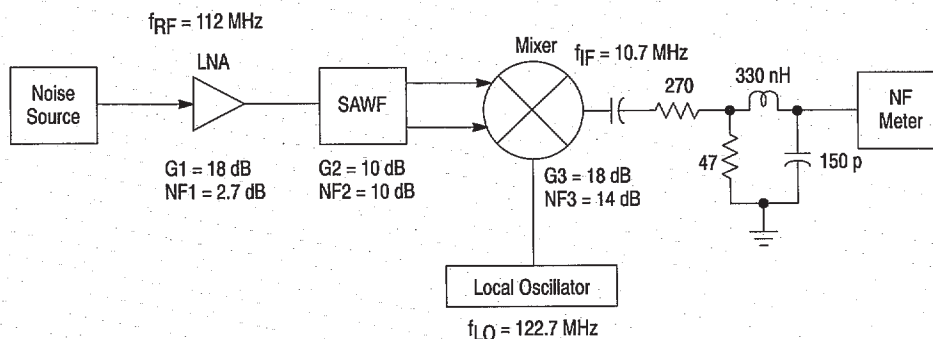 fRF = 112 MHz
LNA
Noise
Source
SAWF
Mixer
fIF = 10.7 MHz
270
330 nH
NF
Meter
47
150 p
G1 = 18 dB
NF1 = 2.7 dB
G2 = 10 dB
NF2 = 10 dB
G3 = 18 dB
NF3 = 14 dB
Local Oscillator
fLO = 122.7 MHz